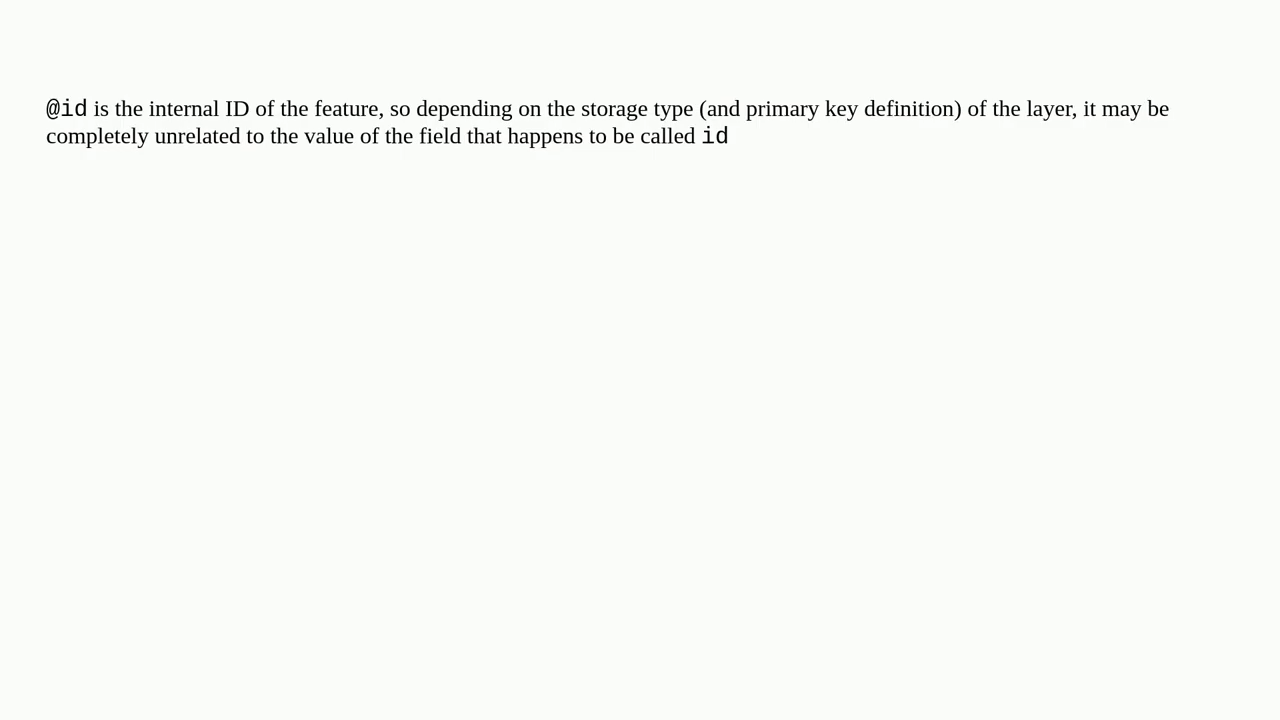 @id is the internal ID of the feature, so depending on the storage type (and primary key definition) of the layer, it may be
completely unrelated to the value of the field that happens to be called id